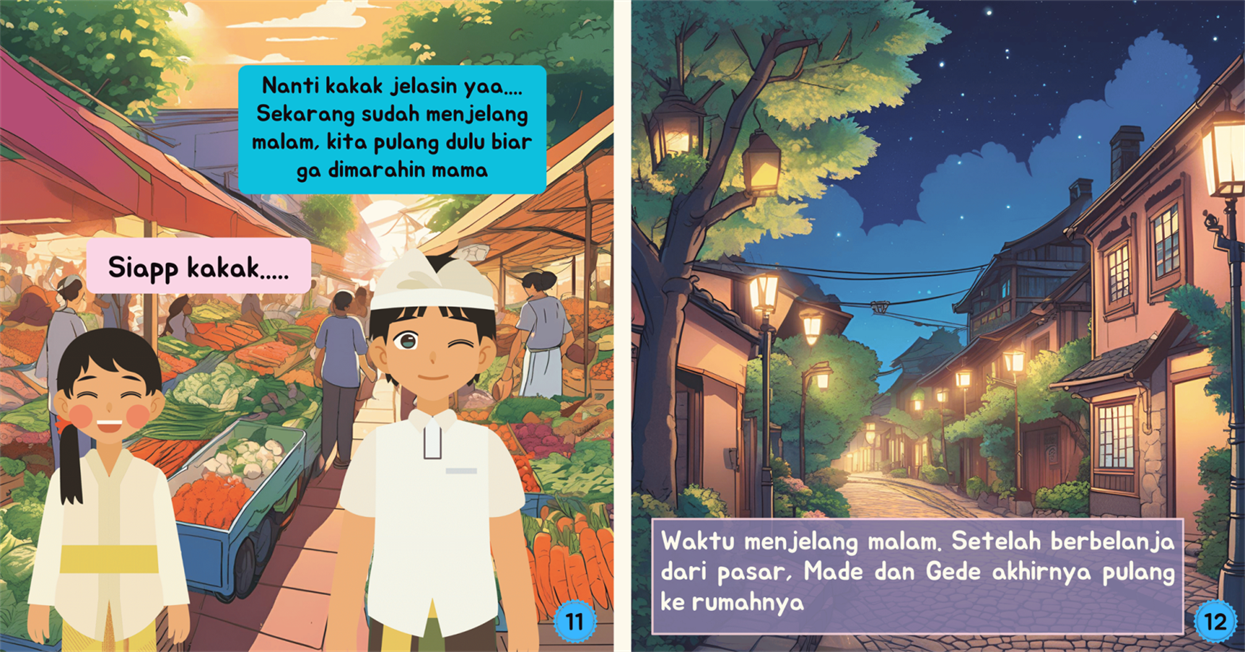 Nanti kakak jelasin yaa....
Sekarang sudah menjelang
malam, kita pulang dulu biar
ga dimarahin mama
Siapp kakak.....
11
Waktu menjelang malam. Setelah berbelanja
dari pasar, Made dan Gede akhirnya pulang
ke rumahnya
12